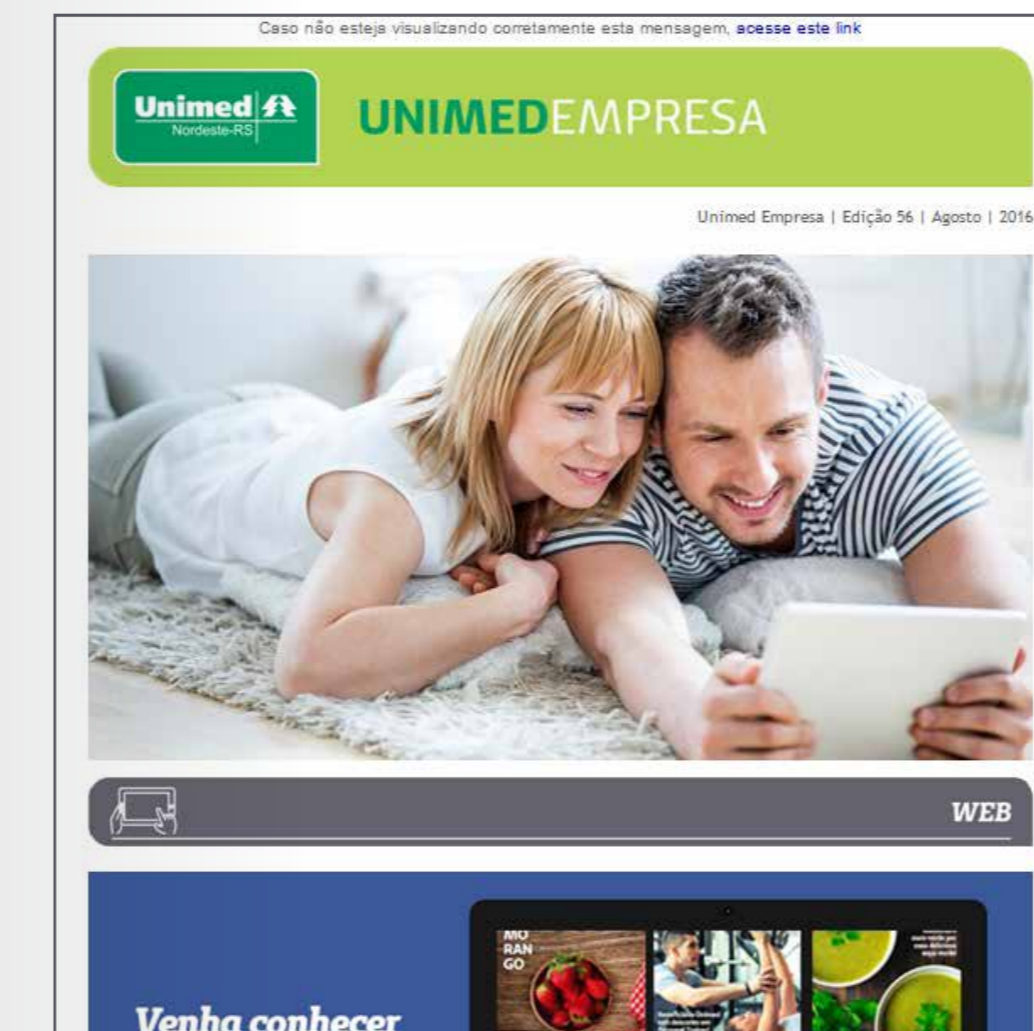 Caso não esteja visualizando corretamente esta mensagem, acesse este link
Unimed
Nordeste-RS
UNIMEDEMPRESA
Unimed Empresa | Edição 56 | Agosto | 2016
WEB
MO
RAN
GO
Venha conhecer